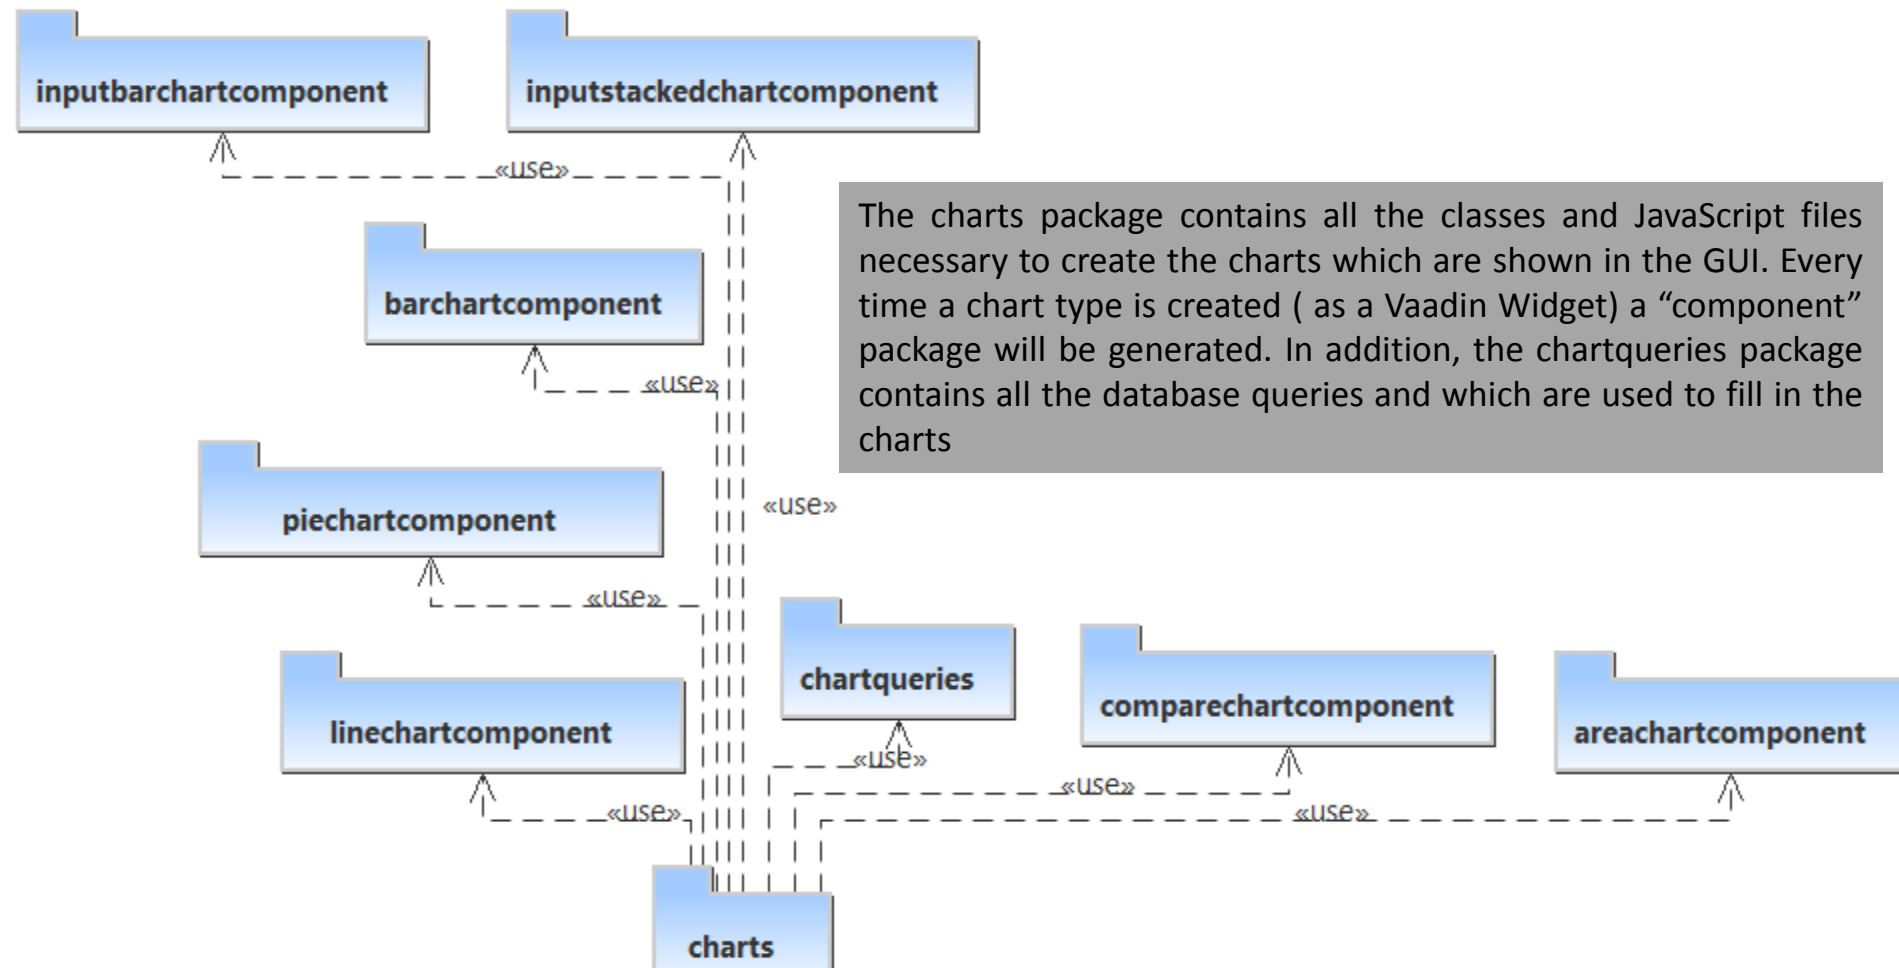 inputbarchartcomponent
inputstackedchartcomponent
«use»
The charts package contains all the classes and JavaScript files
necessary to create the charts which are shown in the GUI. Every
time a chart type is created ( as a Vaadin Widget) a “component”
package will be generated. In addition, the chartqueries package
contains all the database queries and which are used to fill in the
charts
barchartcomponent
«use»
piechartcomponent
«use»
«use»
chartqueries
comparechartcomponent
areachartcomponent
linechartcomponent
«use»
«use»
«use»
«use»
charts